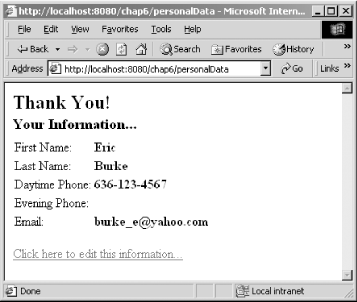 http://localhost:8080/chap6/personalData - Microsoft Intern...
File Edit View Favorites Tools Help
Back Search Favorites History
Address http://localhost:8080/chap6/personalData Go Links »
Thank You!
Your Information...
First Name: Eric
Last Name: Burke
Daytime Phone: 636-123-4567
Evening Phone:
Email: burke_e@yahoo.com
Click here to edit this information...
Done Local intranet